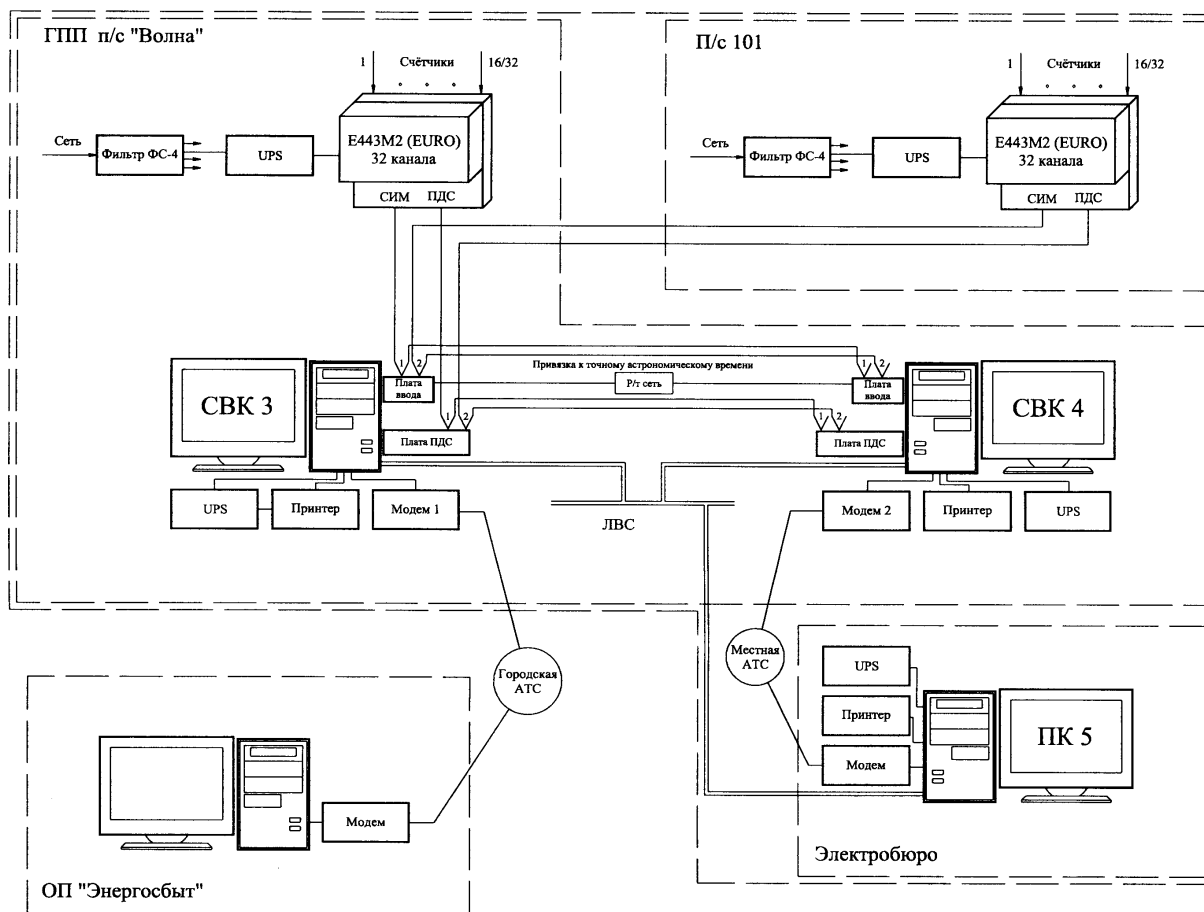 ГПП п/с "Волна"
П/с 101
1 Счётчики 16/32
1 Счётчики 16/32
Сеть
Фильтр ФС-4
UPS
Е443М2 (EURO)
32 канала
СИМ ПДС
Сеть
Фильтр ФС-4
UPS
Е443М2 (EURO)
32 канала
СИМ ПДС
СВК 3
1 2
Плата
ввода
Привязка к точному астрономическому времени
Р/т сеть
1 2
Плата
ввода
СВК 4
1 2
Плата ПДС
1 2
Плата ПДС
UPS
Принтер
Модем 1
ЛВС
Модем 2
Принтер
UPS
Городская
АТС
Местная
АТС
UPS
Принтер
Модем
ПК 5
Электробюро
Модем
ОП "Энергосбыт"